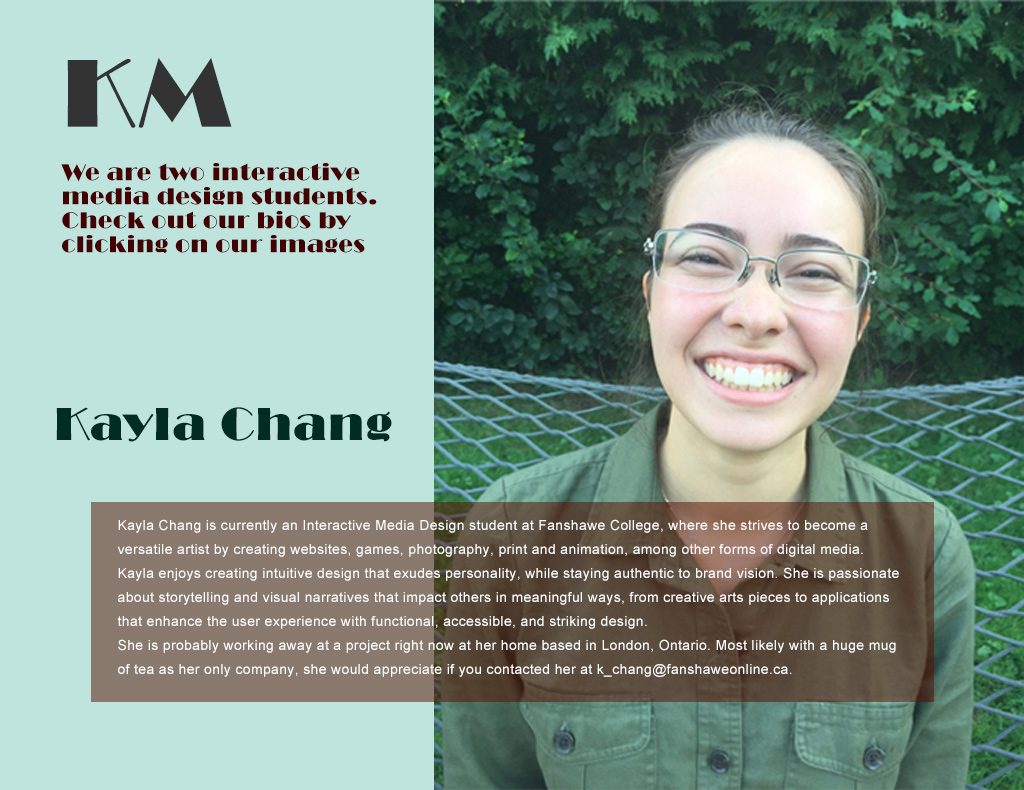 KM
We are two interactive
media design students.
Check out our bios by
clicking on our images
Kayla Chang
Kayla Chang is currently an Interactive Media Design student at Fanshawe College, where she strives to become a
versatile artist by creating websites, games, photography, print and animation, among other forms of digital media.
Kayla enjoys creating intuitive design that exudes personality, while staying authentic to brand vision. She is passionate
about storytelling and visual narratives that impact others in meaningful ways, from creative arts pieces to applications
that enhance the user experience with functional, accessible, and striking design.
She is probably working away at a project right now at her home based in London, Ontario. Most likely with a huge mug
of tea as her only company, she would appreciate if you contacted her at k_chang@fanshaweonline.ca.